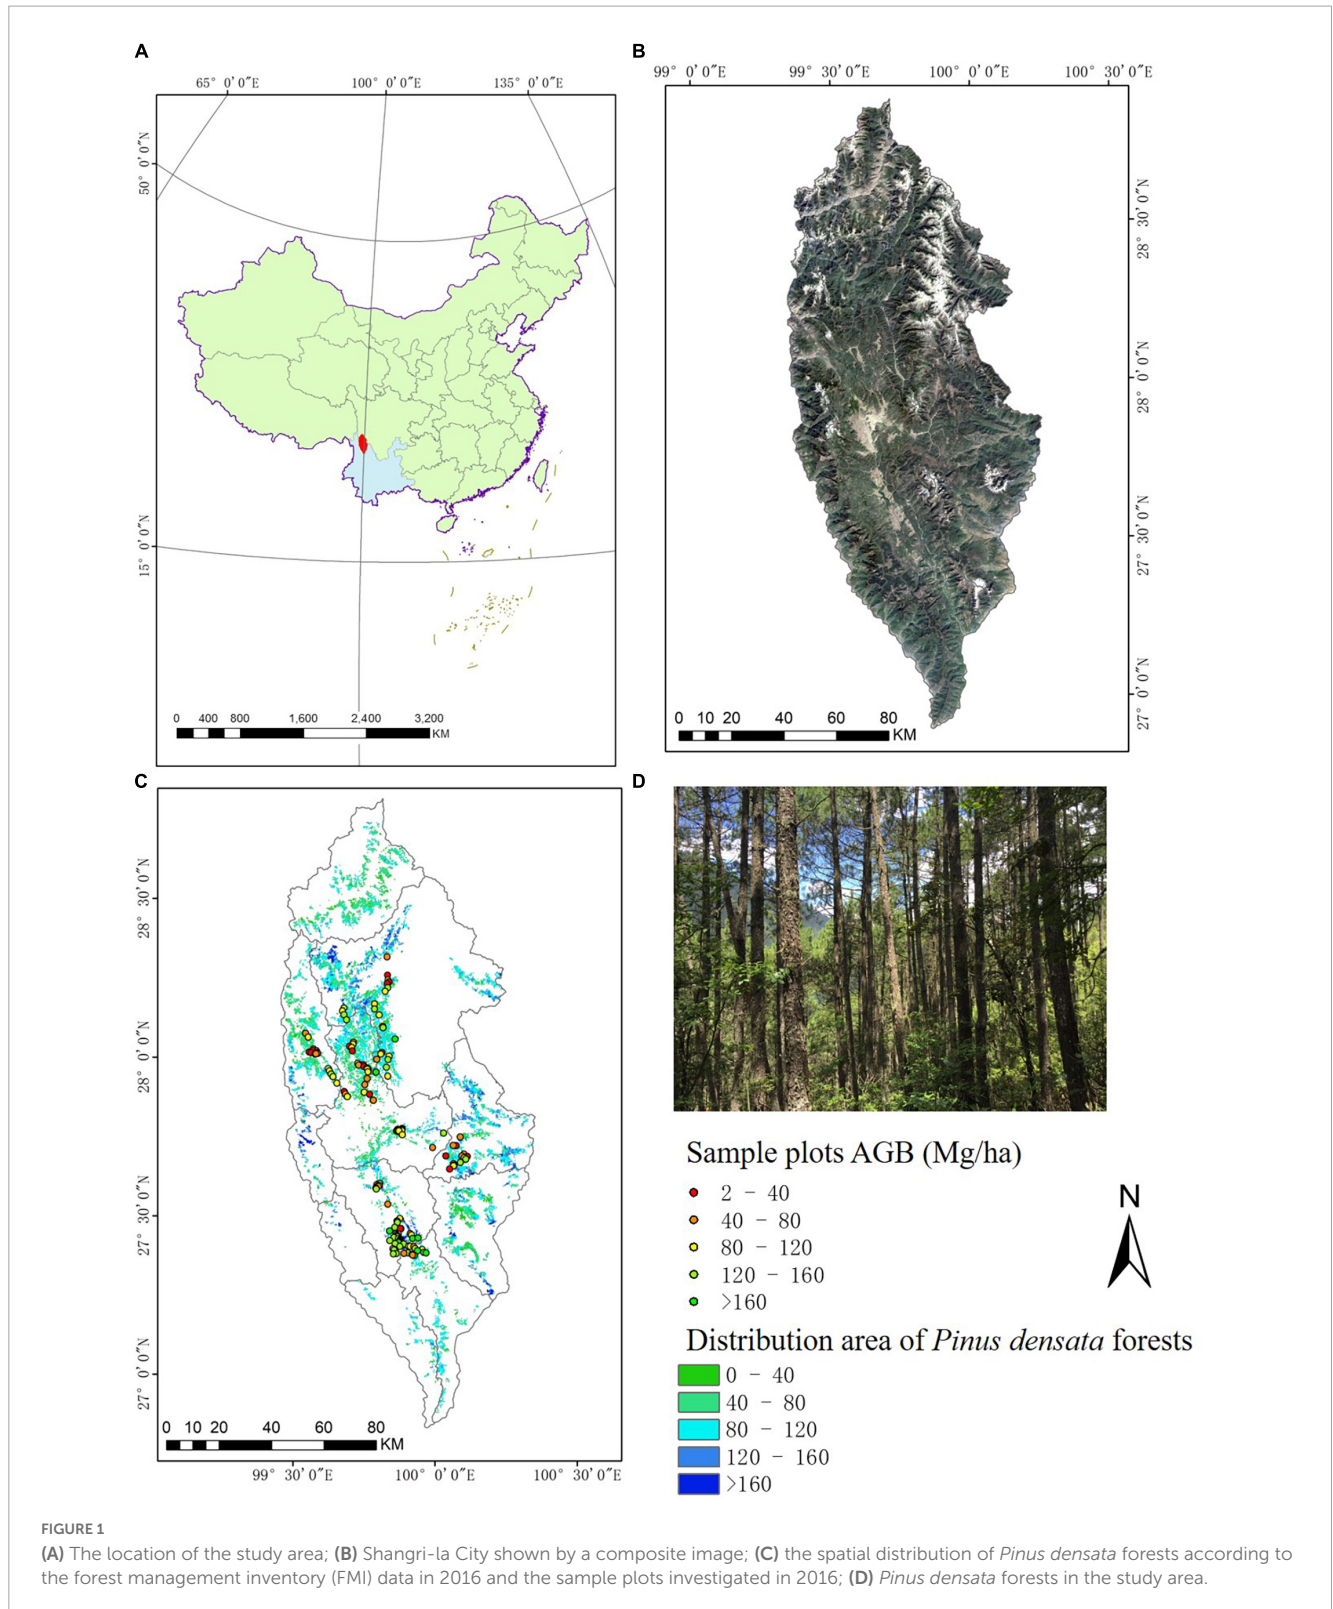 A
65° 0′ 0″E
100° 0′ 0″E
135° 0′ 0″E
50° 0′ 0″N
15° 0′ 0″N
0 400 800 1,600 2,400 3,200
KM
B
99° 0′ 0″E
99° 30′ 0″E
100° 0′ 0″E
100° 30′ 0″E
28° 30′ 0″N
28° 0′ 0″N
27° 30′ 0″N
27° 0′ 0″N
0 10 20 40 60 80
KM
C
28° 30′ 0″N
28° 0′ 0″N
27° 30′ 0″N
27° 0′ 0″N
0 10 20 40 60 80
KM
99° 30′ 0″E
100° 0′ 0″E
100° 30′ 0″E
D
Sample plots AGB (Mg/ha)
2 - 40
40 - 80
80 - 120
120 - 160
>160
N
Distribution area of Pinus densata forests
0 - 40
40 - 80
80 - 120
120 - 160
>160
FIGURE 1
(A) The location of the study area; (B) Shangri-la City shown by a composite image; (C) the spatial distribution of Pinus densata forests according to
the forest management inventory (FMI) data in 2016 and the sample plots investigated in 2016; (D) Pinus densata forests in the study area.